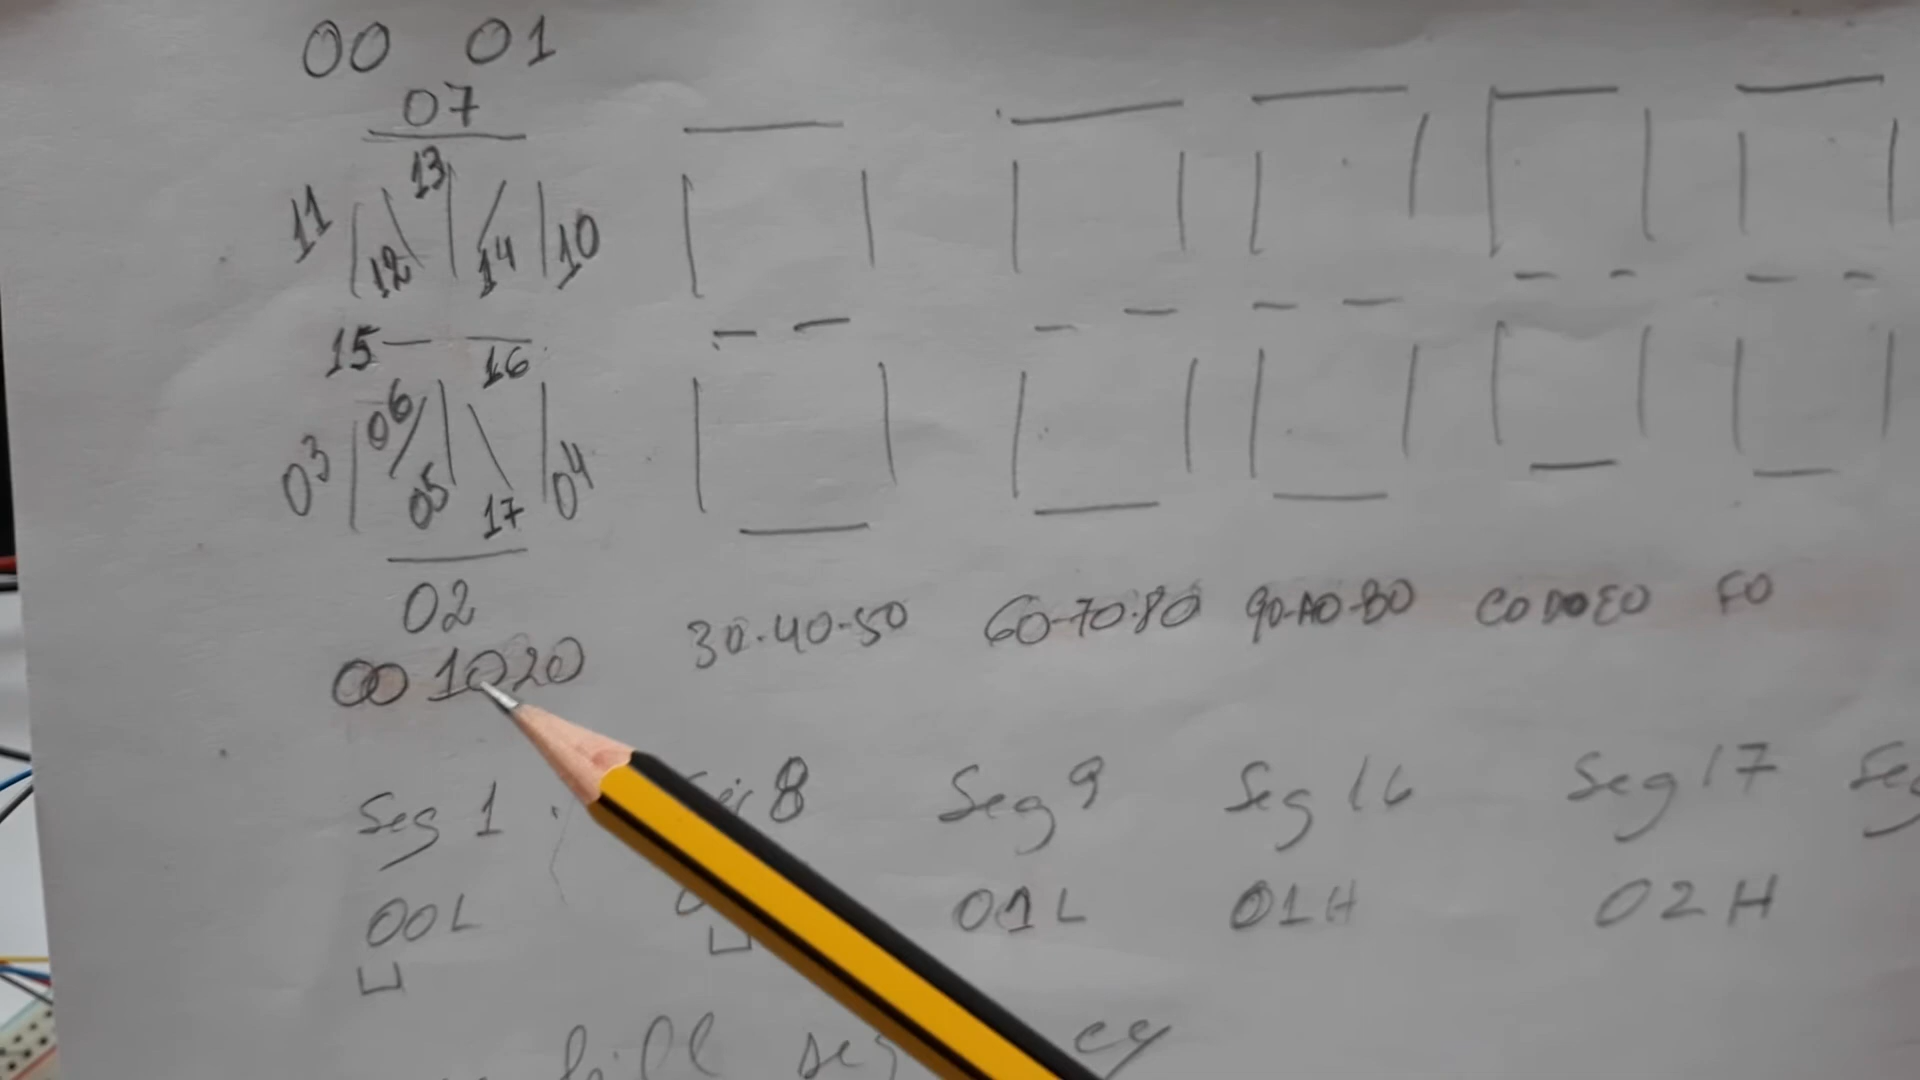 00 01
07
13
11 12 14 10
15 16
03 06 05 17 04
02
00 10 20 30-40-50 60-70-80 90-A0-B0 C0 D0 E0 F0
Seg 1 8 Seg 9 Seg 16 Seg 17
00L 01L 01H 02H